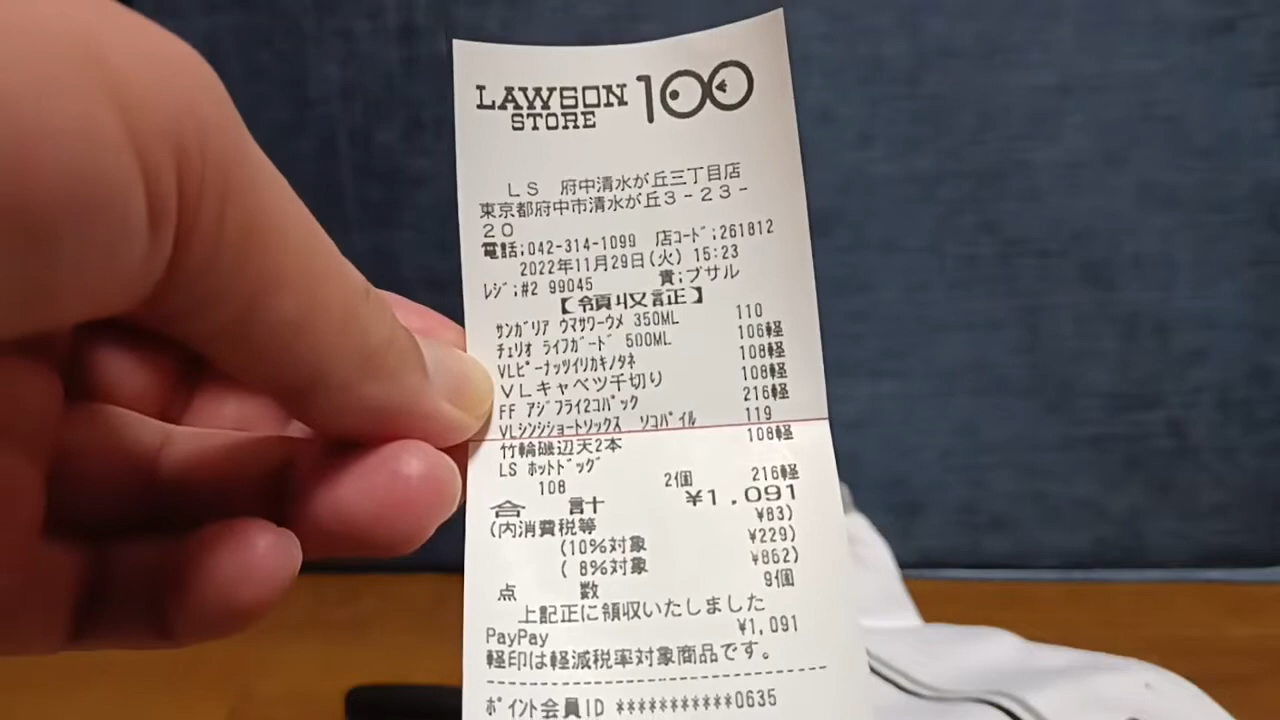 LAWSON
STORE 100
LS 府中清水が丘三丁目店
東京都府中市清水が丘3-23-
20
電話;042-314-1099 店コード;261812
2022年11月29日(火) 15:23
レジ;#2 99045 責;ブサル
【領収証】
サンガリア ウマサワーウメ 350ML 110
チェリオ ライフガード 500ML 106軽
VLピーナッツイリカキノタネ 108軽
VLキャベツ千切り 108軽
FF アジフライ2コパック 216軽
VLシンシショートソックス ソコパイル 119
竹輪磯辺天2本 108軽
LS ホットドッグ
108 2個 216軽
合 計 ¥1,091
(内消費税等 ¥83)
(10%対象 ¥229)
( 8%対象 ¥862)
点 数 9個
上記正に領収いたしました
PayPay ¥1,091
軽印は軽減税率対象商品です。
ポイント会員ID ***********0635